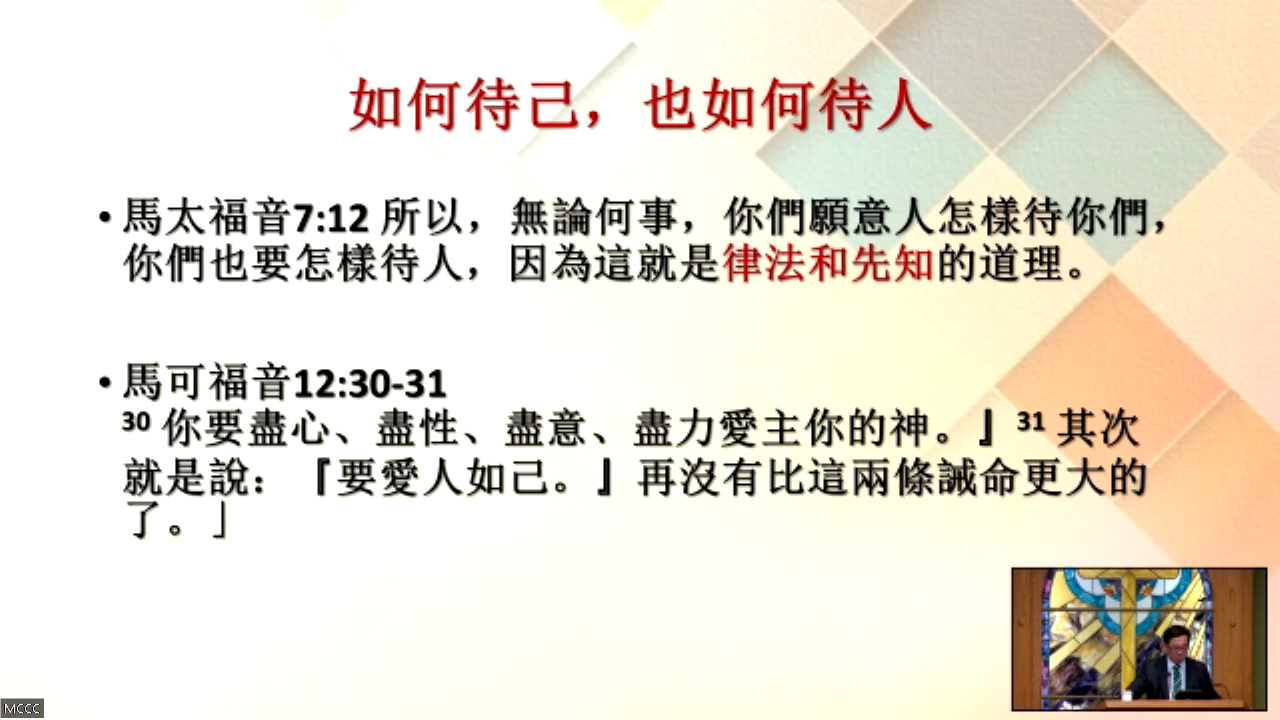 如何待己，也如何待人
• 馬太福音7:12 所以，無論何事，你們願意人怎樣待你們，
你們也要怎樣待人，因為這就是律法和先知的道理。
• 馬可福音12:30-31
30 你要盡心、盡性、盡意、盡力愛主你的神。』31 其次
就是說：『要愛人如己。』再沒有比這兩條誡命更大的
了。」
MCCC